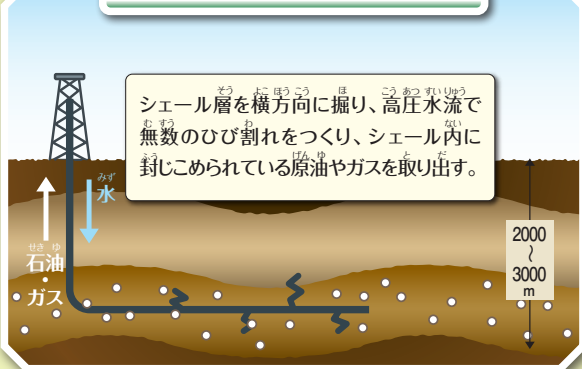 シェール層を横方向に掘り、高圧水流で
無数のひび割れをつくり、シェール内に
封じこめられている原油やガスを取り出す。
水
石油
・
ガス
2000
〜
3000
m